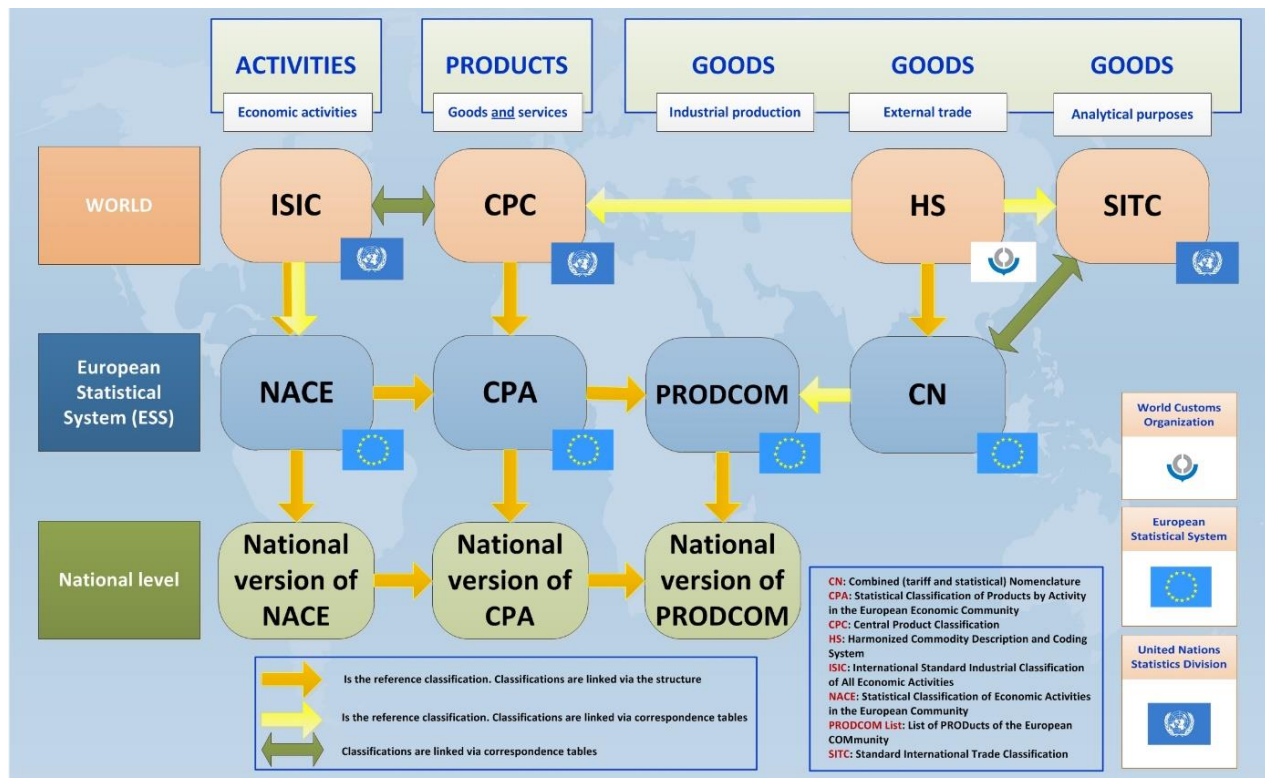 ACTIVITIES
Economic activities
PRODUCTS
Goods and services
GOODS
Industrial production
GOODS
External trade
GOODS
Analytical purposes
WORLD
ISIC
CPC
HS
SITC
European
Statistical
System (ESS)
NACE
CPA
PRODCOM
CN
National level
National
version of
NACE
National
version of
CPA
National
version of
PRODCOM
World Customs
Organization
European
Statistical System
United Nations
Statistics Division
Is the reference classification. Classifications are linked via the structure
Is the reference classification. Classifications are linked via correspondence tables
Classifications are linked via correspondence tables
CN: Combined (tariff and statistical) Nomenclature
CPA: Statistical Classification of Products by Activity
in the European Economic Community
CPC: Central Product Classification
HS: Harmonized Commodity Description and Coding
System
ISIC: International Standard Industrial Classification
of All Economic Activities
NACE: Statistical Classification of Economic Activities
in the European Community
PRODCOM List: List of PRODucts of the European
COMmunity
SITC: Standard International Trade Classification